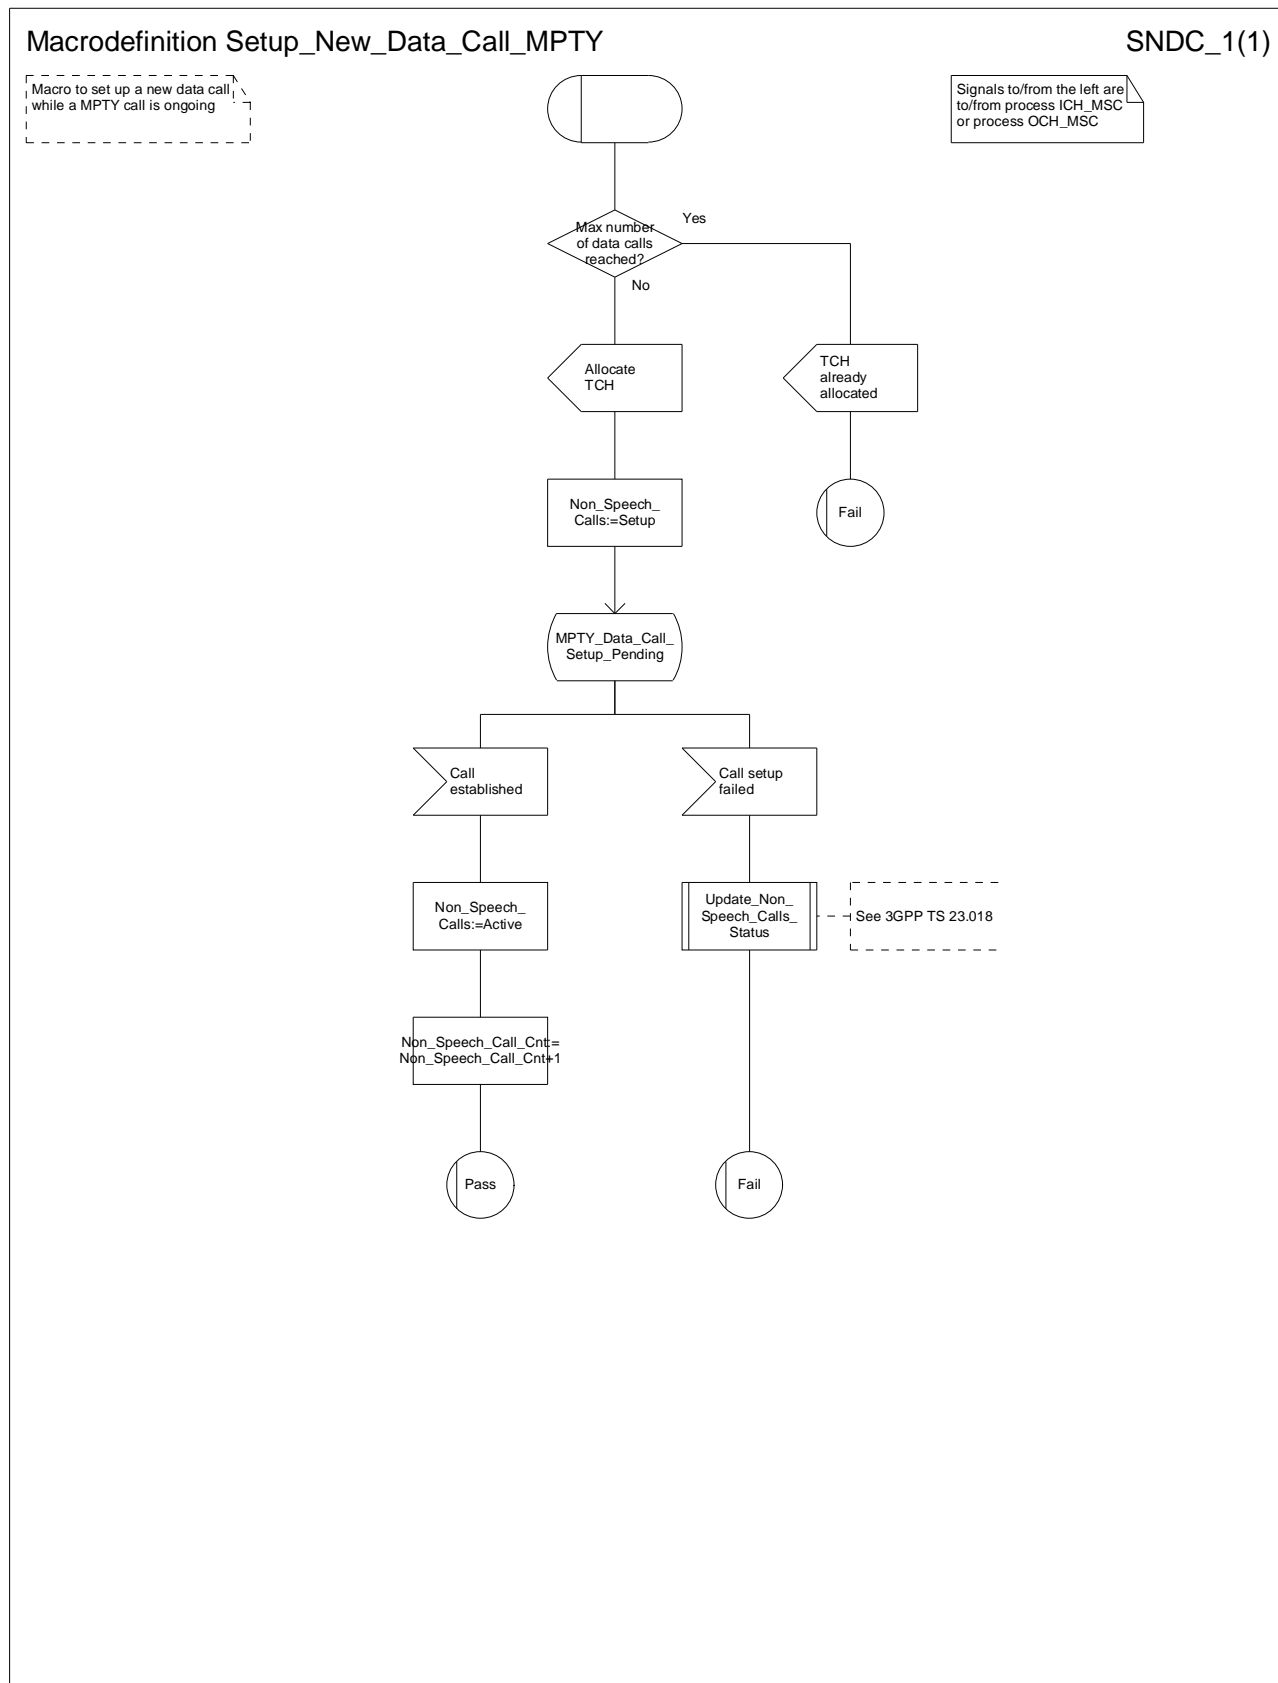 Macrodefinition Setup_New_Data_Call_MPTY
SNDC_1(1)
Macro to set up a new data call
while a MPTY call is ongoing
Signals to/from the left are
to/from process ICH_MSC
or process OCH_MSC
Max number
of data calls
reached?
Yes
No
Allocate
TCH
TCH
already
allocated
Non_Speech_
Calls:=Setup
Fail
MPTY_Data_Call_
Setup_Pending
Call
established
Call setup
failed
Non_Speech_
Calls:=Active
Update_Non_
Speech_Calls_
Status
See 3GPP TS 23.018
Non_Speech_Call_Cnt:=
Non_Speech_Call_Cnt+1
Pass
Fail